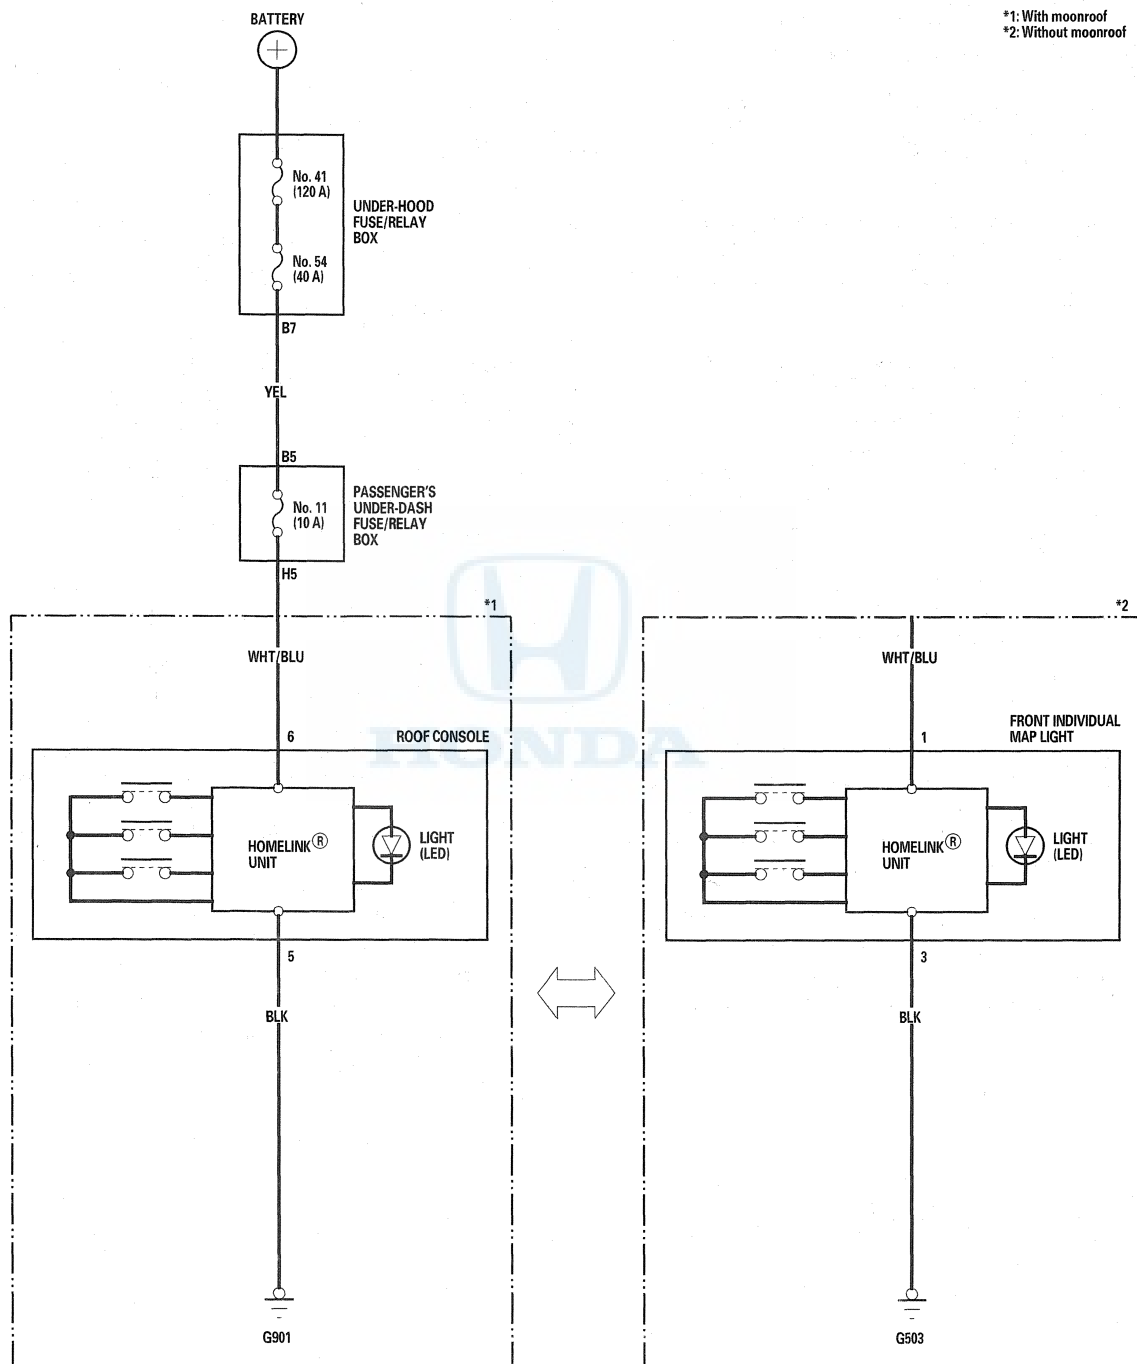 BATTERY
*1: With moonroof
*2: Without moonroof
No. 41
(120 A)
UNDER-HOOD
FUSE/RELAY
BOX
No. 54
(40 A)
B7
YEL
B5
No. 11
(10 A)
PASSENGER'S
UNDER-DASH
FUSE/RELAY
BOX
H5
*1
*2
WHT/BLU
WHT/BLU
HONDA
6
ROOF CONSOLE
1
FRONT INDIVIDUAL
MAP LIGHT
HOMELINK®
UNIT
LIGHT
(LED)
HOMELINK®
UNIT
LIGHT
(LED)
5
3
BLK
BLK
G901
G503